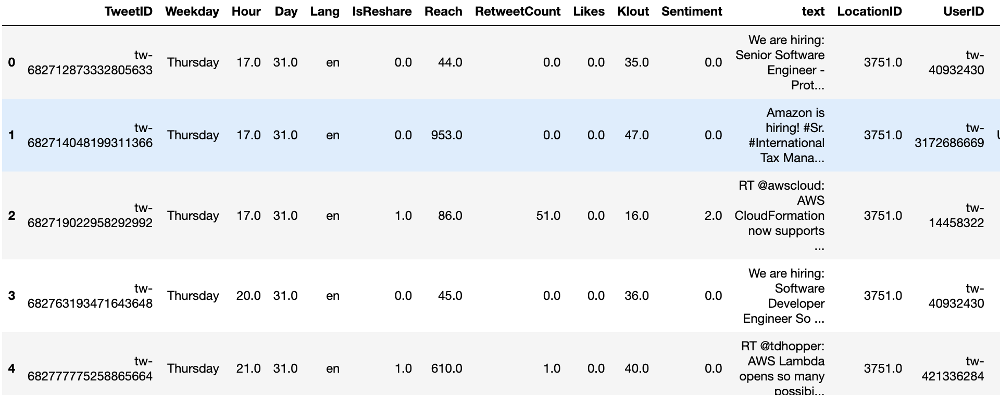 TweetID Weekday Hour Day Lang IsReshare Reach RetweetCount Likes Klout Sentiment text LocationID UserID
We are hiring:
tw- Senior Software tw-
0 682712873332805633 Thursday 17.0 31.0 en 0.0 44.0 0.0 0.0 35.0 0.0 Engineer - 3751.0 40932430
Prot...
Amazon is
tw- hiring! #Sr. tw-
1 682714048199311366 Thursday 17.0 31.0 en 0.0 953.0 0.0 0.0 47.0 0.0 #International 3751.0 3172686669
Tax Mana...
RT @awscloud:
tw- AWS tw-
2 682719022958292992 Thursday 17.0 31.0 en 1.0 86.0 51.0 0.0 16.0 2.0 CloudFormation 3751.0 14458322
now supports
...
We are hiring:
tw- Software tw-
3 682763193471643648 Thursday 20.0 31.0 en 0.0 45.0 0.0 0.0 36.0 0.0 Developer 3751.0 40932430
Engineer So ...
RT @tdhopper:
tw- AWS Lambda tw-
4 682777775258865664 Thursday 21.0 31.0 en 1.0 610.0 1.0 0.0 40.0 0.0 opens so many 3751.0 421336284
possibi...